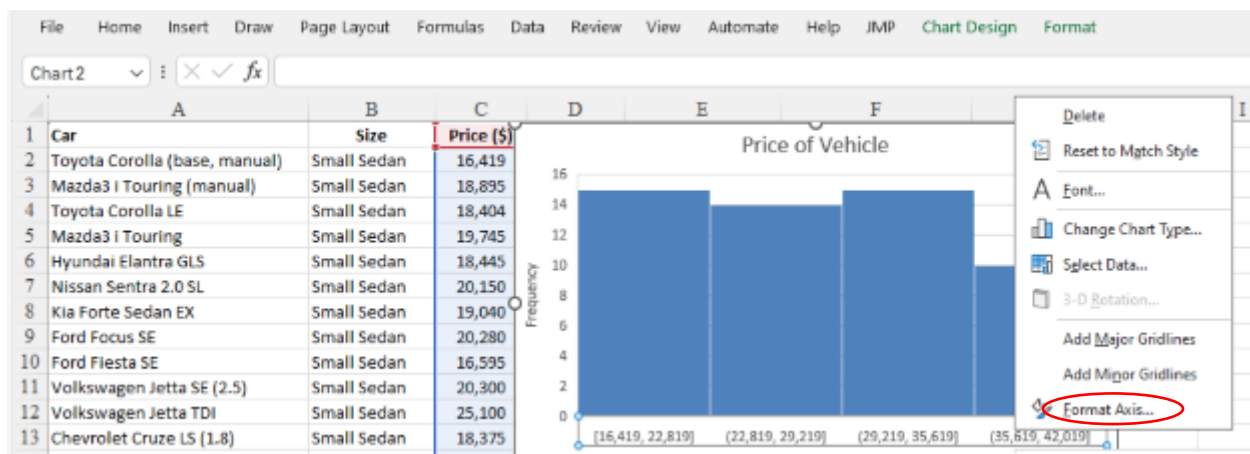 File Home Insert Draw Page Layout Formulas Data Review View Automate Help JMP Chart Design Format
Chart 2 fx
A B C D E F I
1 Car Size Price ($)
2 Toyota Corolla (base, manual) Small Sedan 16,419
3 Mazda3 i Touring (manual) Small Sedan 18,895
4 Toyota Corolla LE Small Sedan 18,404
5 Mazda3 i Touring Small Sedan 19,745
6 Hyundai Elantra GLS Small Sedan 18,445
7 Nissan Sentra 2.0 SL Small Sedan 20,150
8 Kia Forte Sedan EX Small Sedan 19,040
9 Ford Focus SE Small Sedan 20,280
10 Ford Fiesta SE Small Sedan 16,595
11 Volkswagen Jetta SE (2.5) Small Sedan 20,300
12 Volkswagen Jetta TDI Small Sedan 25,100
13 Chevrolet Cruze LS (1.8) Small Sedan 18,375
Price of Vehicle
16
14
12
10
8
6
4
2
0
Frequency
[16,419, 22,819] (22,819, 29,219] (29,219, 35,619] (35,619, 42,019]
Delete
Reset to Match Style
Font...
Change Chart Type...
Select Data...
3-D Rotation...
Add Major Gridlines
Add Minor Gridlines
Format Axis...